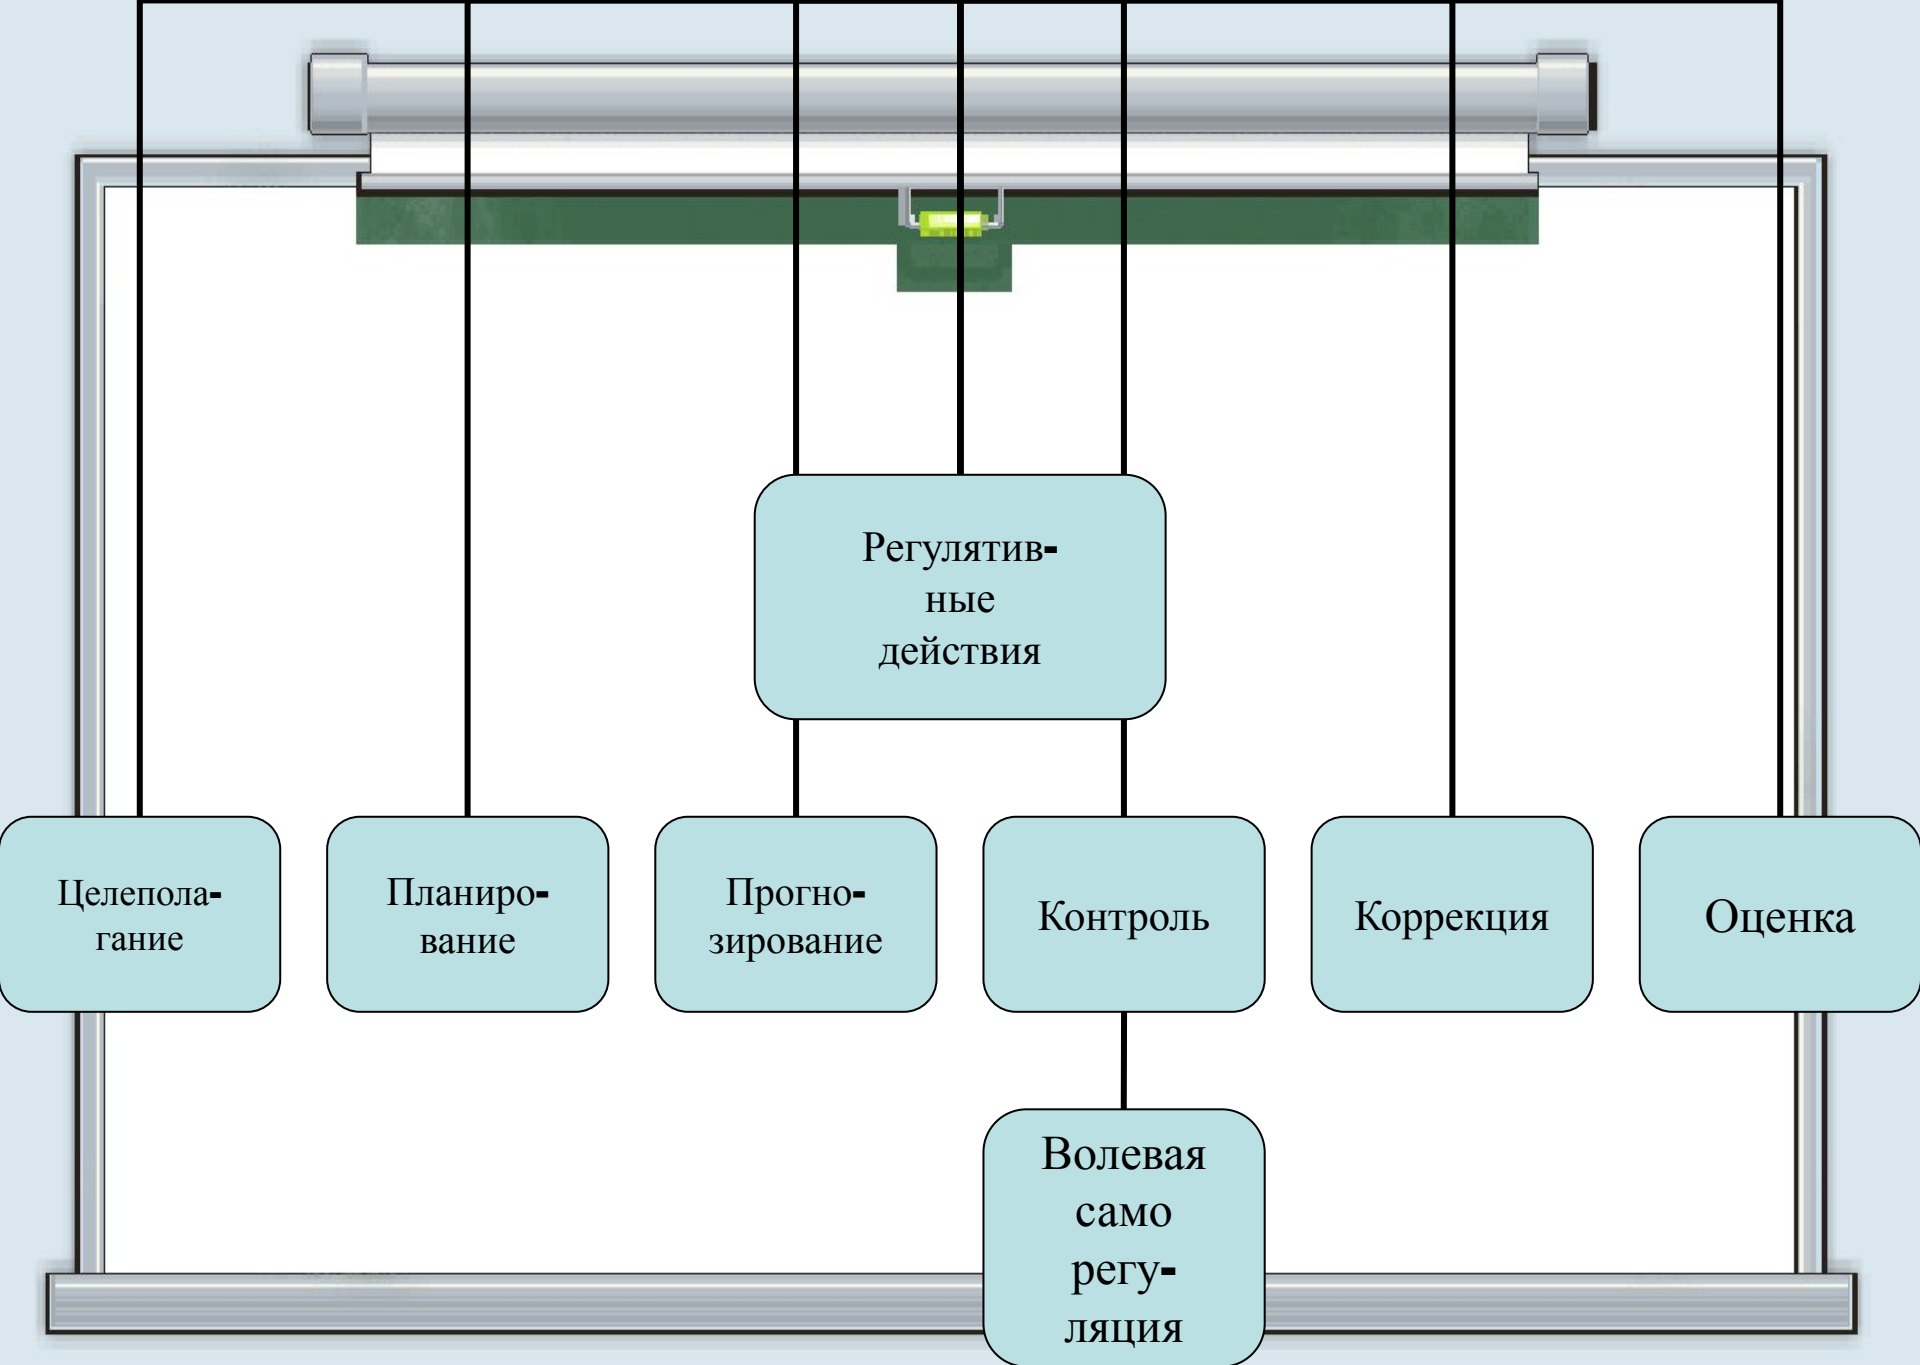 Регулятив-
ные
действия
Целепола-
гание
Планиро-
вание
Прогно-
зирование
Контроль
Коррекция
Оценка
Волевая
само
регу-
ляция